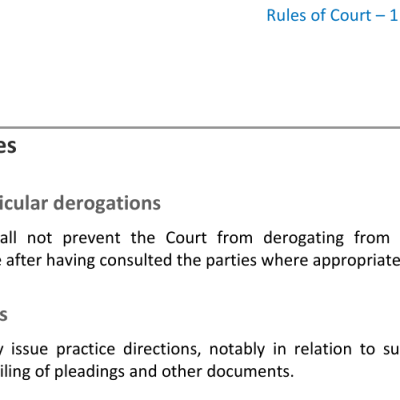 Rules of Court – 1
es
icular derogations
all not prevent the Court from derogating from
after having consulted the parties where appropriate
s
issue practice directions, notably in relation to su
iling of pleadings and other documents.